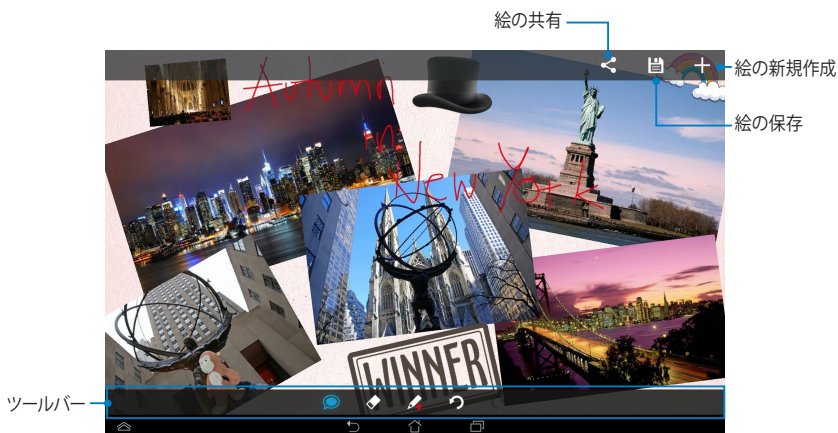 絵の共有
絵の新規作成
絵の保存
Autumn
in
New York
WINNER
ツールバー